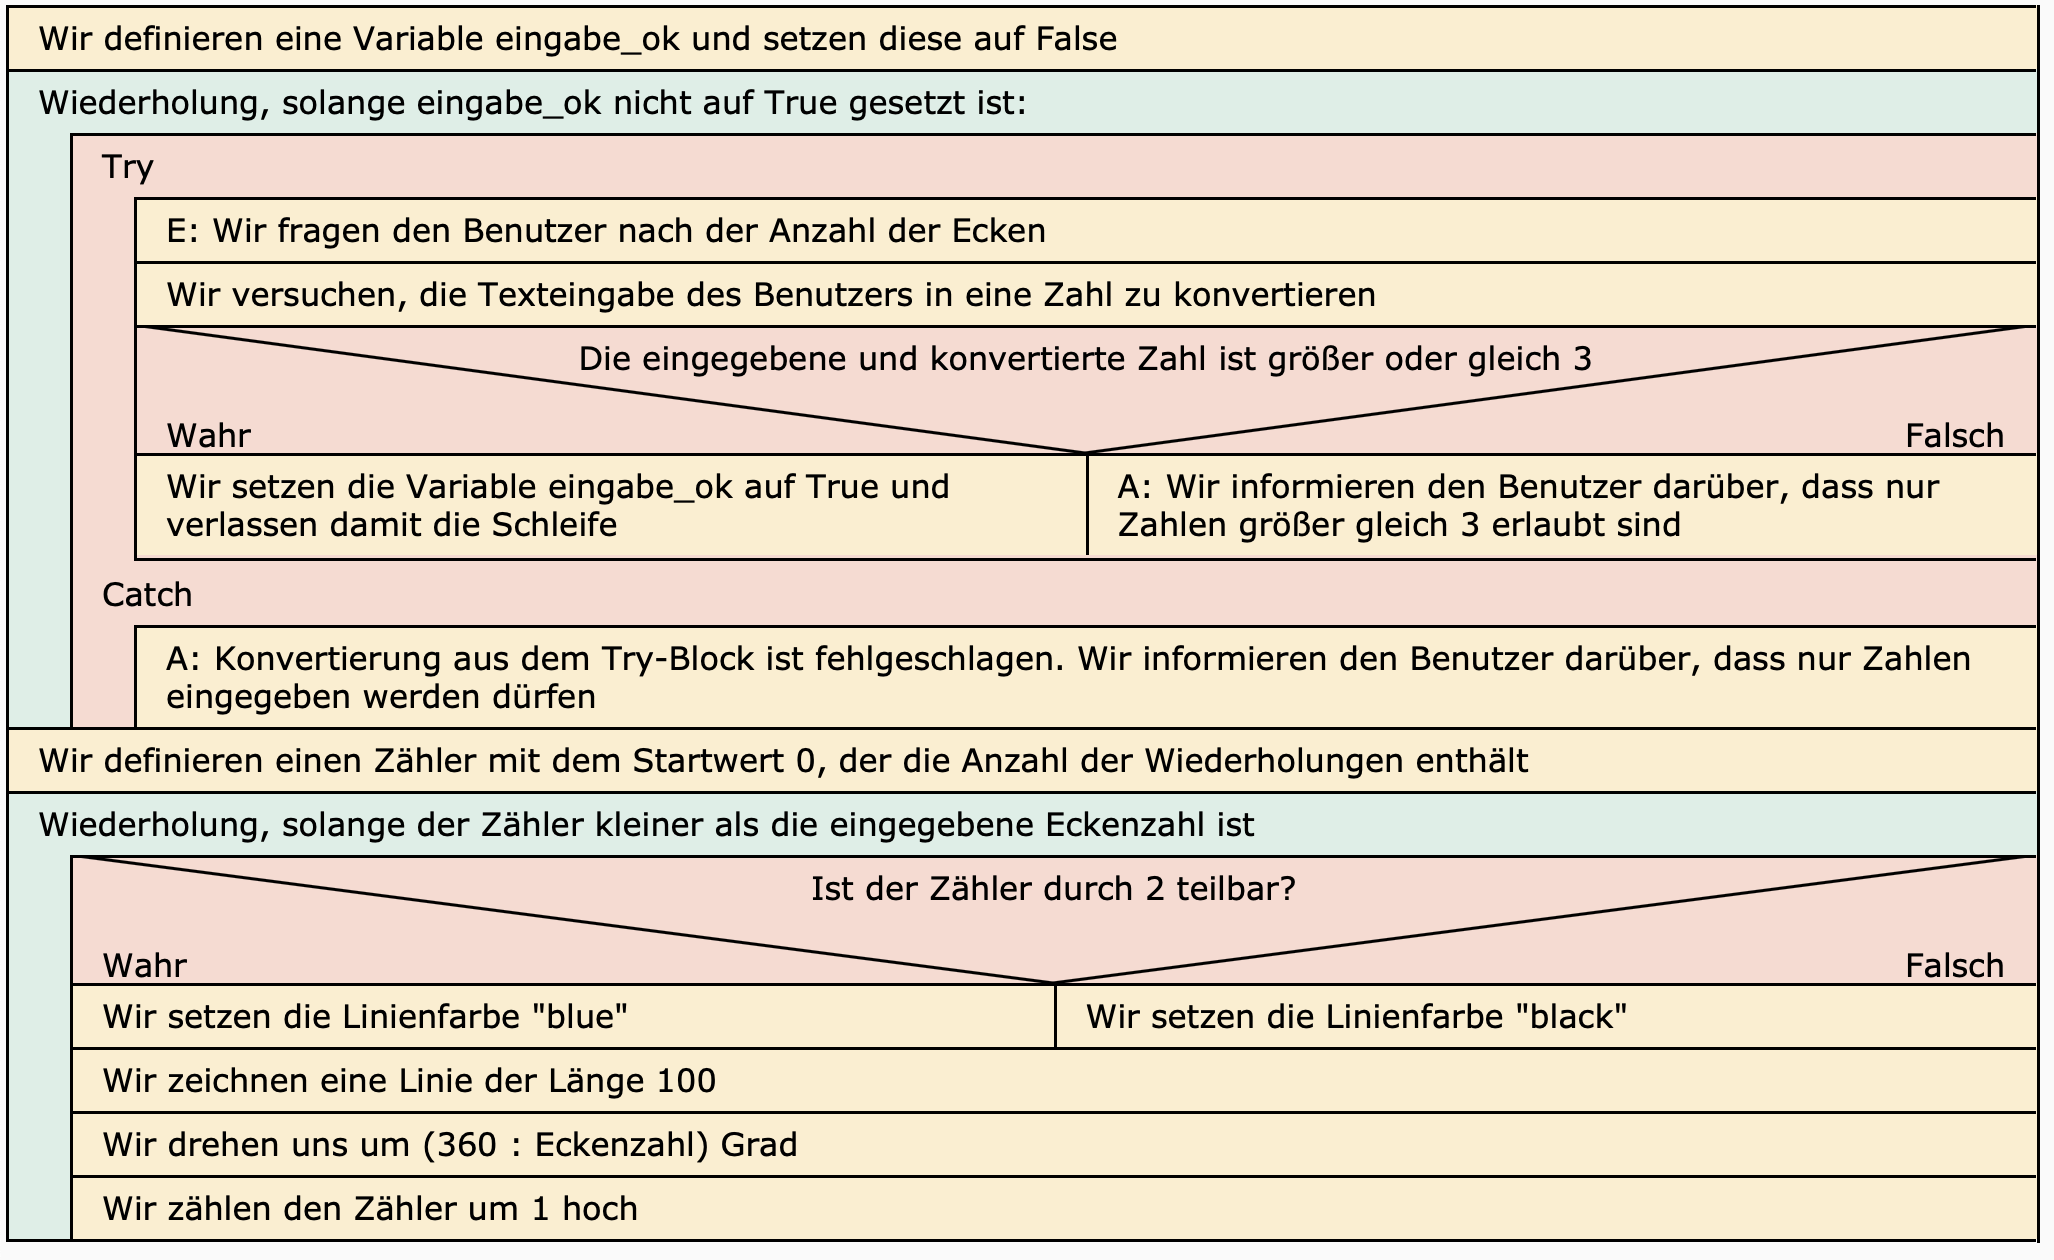 Wir definieren eine Variable eingabe_ok und setzen diese auf False
Wiederholung, solange eingabe_ok nicht auf True gesetzt ist:
Try
E: Wir fragen den Benutzer nach der Anzahl der Ecken
Wir versuchen, die Texteingabe des Benutzers in eine Zahl zu konvertieren
Die eingegebene und konvertierte Zahl ist größer oder gleich 3
Wahr
Falsch
Wir setzen die Variable eingabe_ok auf True und
verlassen damit die Schleife
A: Wir informieren den Benutzer darüber, dass nur
Zahlen größer gleich 3 erlaubt sind
Catch
A: Konvertierung aus dem Try-Block ist fehlgeschlagen. Wir informieren den Benutzer darüber, dass nur Zahlen
eingegeben werden dürfen
Wir definieren einen Zähler mit dem Startwert 0, der die Anzahl der Wiederholungen enthält
Wiederholung, solange der Zähler kleiner als die eingegebene Eckenzahl ist
Ist der Zähler durch 2 teilbar?
Wahr
Falsch
Wir setzen die Linienfarbe "blue"
Wir setzen die Linienfarbe "black"
Wir zeichnen eine Linie der Länge 100
Wir drehen uns um (360 : Eckenzahl) Grad
Wir zählen den Zähler um 1 hoch